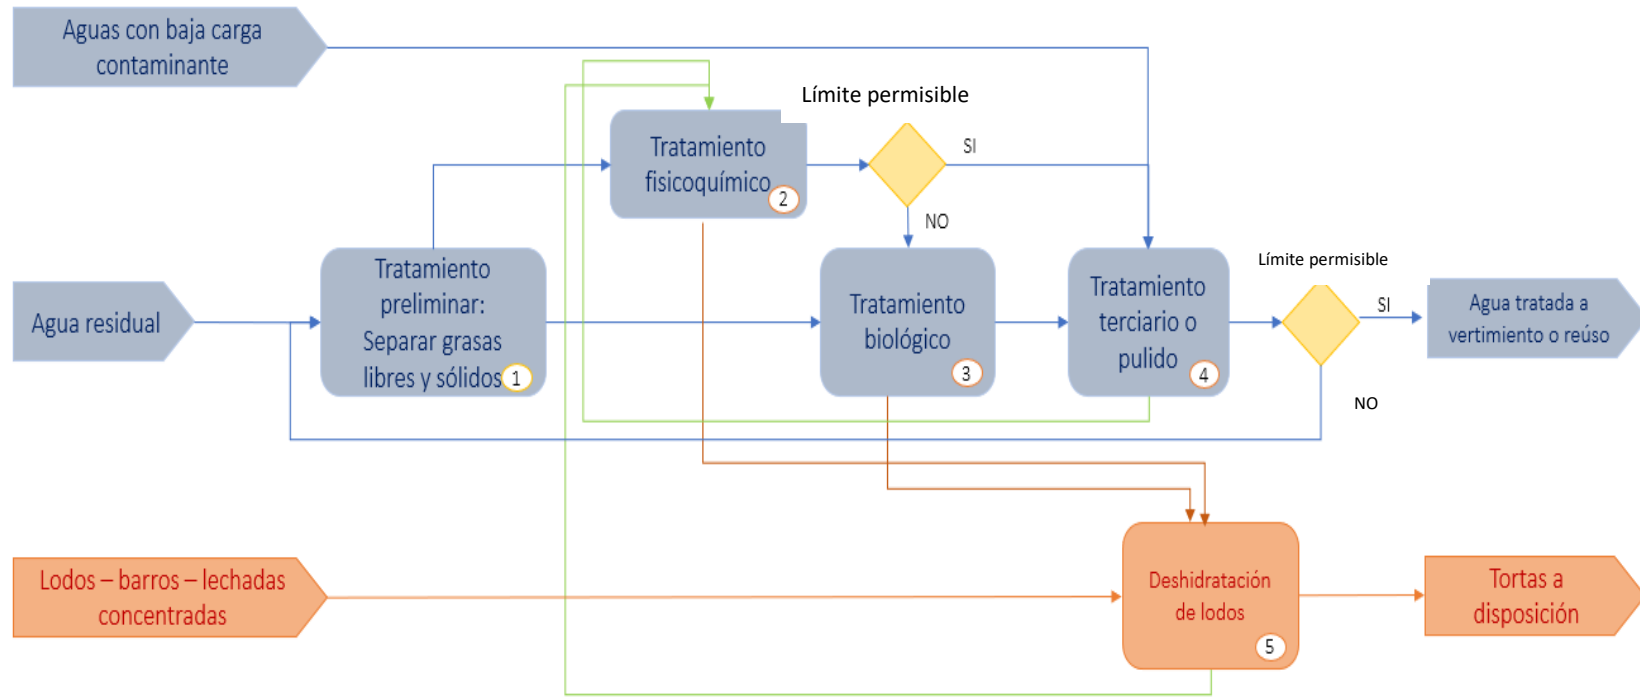 Aguas con baja carga
contaminante
Límite permisible
Tratamiento
fisicoquímico
2
SI
NO
Agua residual
Tratamiento
preliminar:
Separar grasas
libres y sólidos
1
Tratamiento
biológico
3
Tratamiento
terciario o
pulido
4
Límite permisible
SI
NO
Agua tratada a
vertimiento o reúso
Lodos – barros – lechadas
concentradas
Deshidratación
de lodos
5
Tortas a
disposición